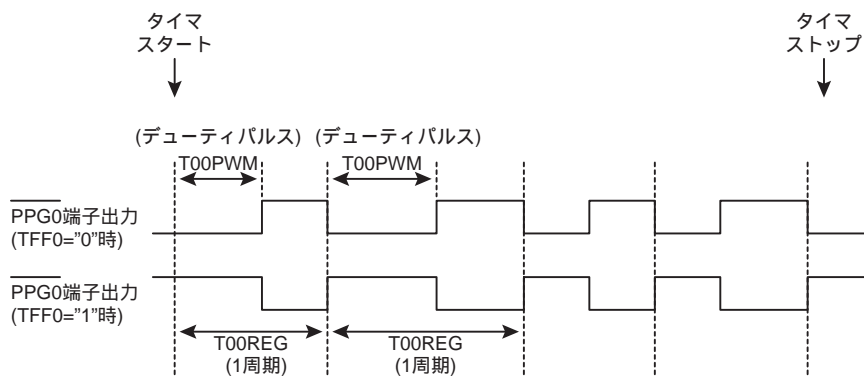 タイマ
スタート
タイマ
ストップ
(デューティパルス) (デューティパルス)
T00PWM T00PWM
PPG0端子出力
(TFF0=”0”時)
PPG0端子出力
(TFF0=”1”時)
T00REG T00REG
(1周期) (1周期)